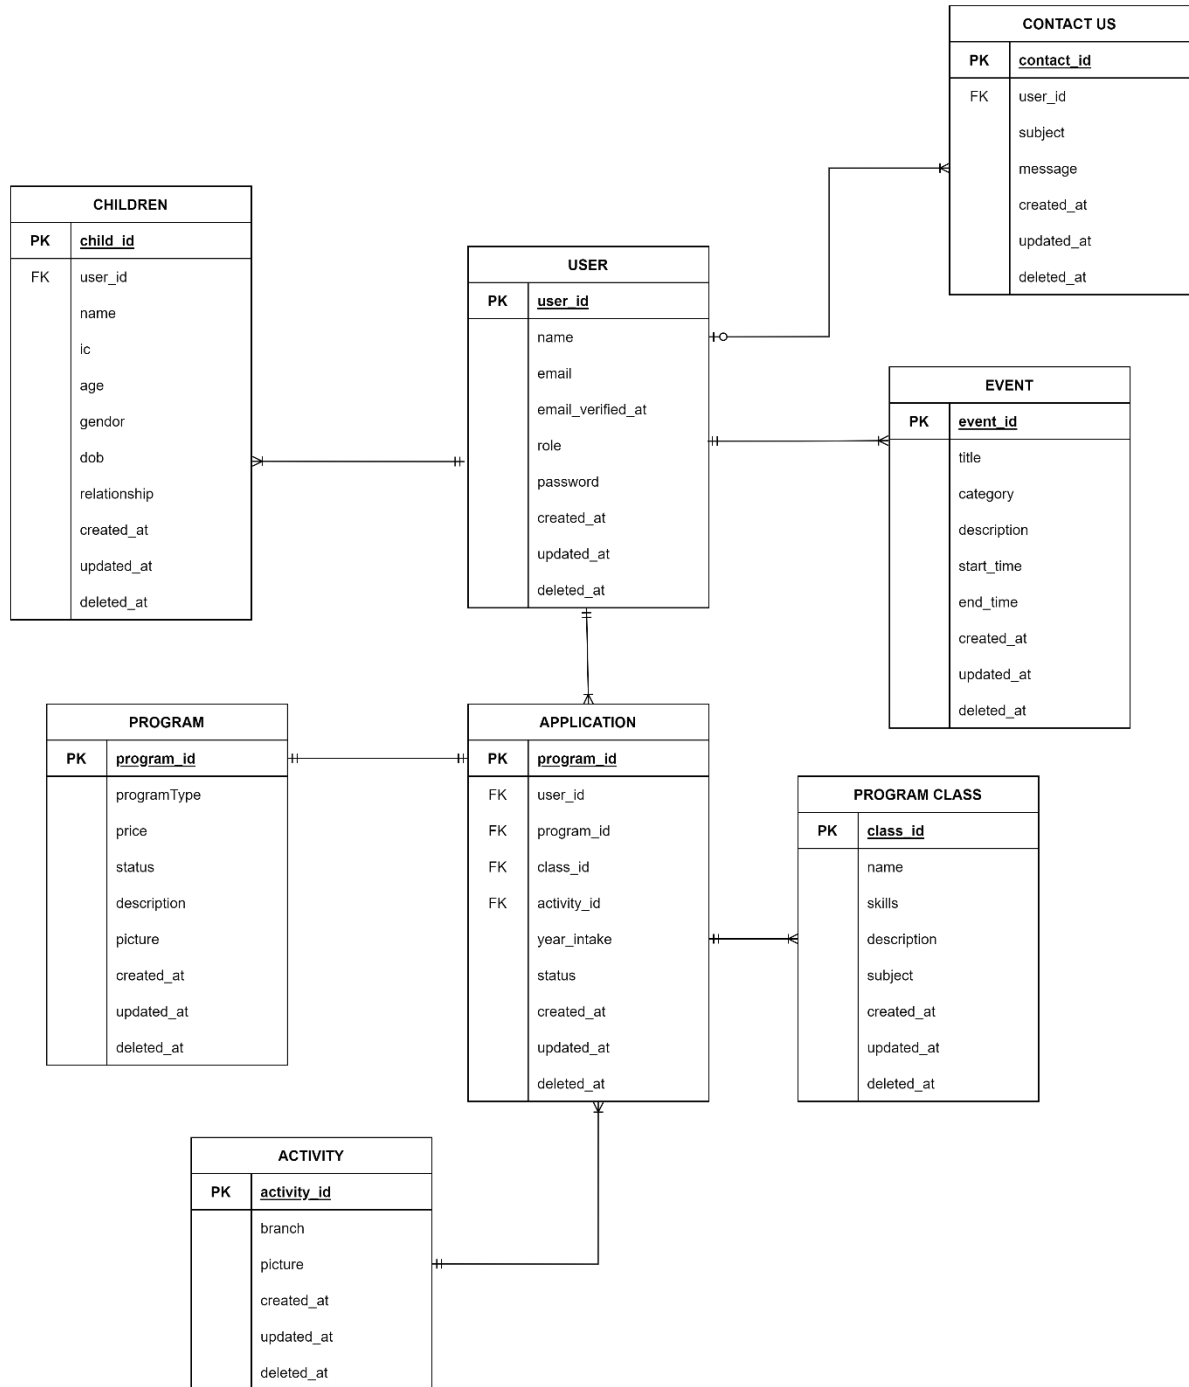 CONTACT US
PK contact_id
FK user_id
subject
message
created_at
updated_at
deleted_at
CHILDREN
PK child_id
FK user_id
name
ic
age
gendor
dob
relationship
created_at
updated_at
deleted_at
USER
PK user_id
name
email
email_verified_at
role
password
created_at
updated_at
deleted_at
EVENT
PK event_id
title
category
description
start_time
end_time
created_at
updated_at
deleted_at
PROGRAM
PK program_id
programType
price
status
description
picture
created_at
updated_at
deleted_at
APPLICATION
PK program_id
FK user_id
FK program_id
FK class_id
FK activity_id
year_intake
status
created_at
updated_at
deleted_at
PROGRAM CLASS
PK class_id
name
skills
description
subject
created_at
updated_at
deleted_at
ACTIVITY
PK activity_id
branch
picture
created_at
updated_at
deleted_at